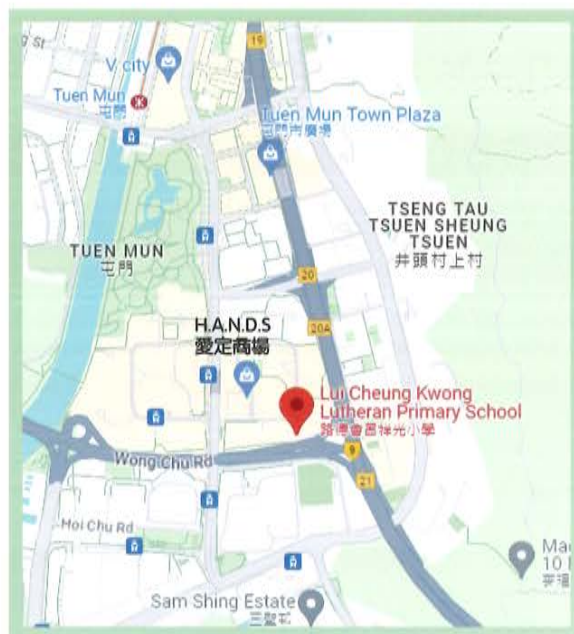 19
V city
Tuen Mun
屯門
Tuen Mun Town Plaza
屯門市廣場
TSENG TAU
TSUEN SHEUNG
TSUEN
井頭村上村
TUEN MUN
屯門
20
20A
H.A.N.D.S
愛定商場
Lui Cheung Kwong
Lutheran Primary School
路德會呂祥光小學
9
Wong Chu Rd
21
Hoi Chu Rd
Sam Shing Estate
三聖邨
10